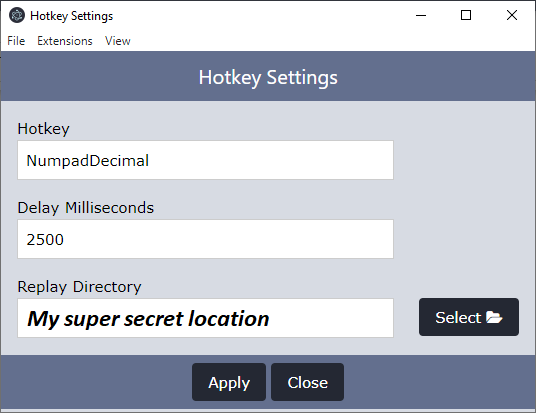 Hotkey Settings
File Extensions View
Hotkey Settings
Hotkey
NumpadDecimal
Delay Milliseconds
2500
Replay Directory
My super secret location
Select
Apply Close